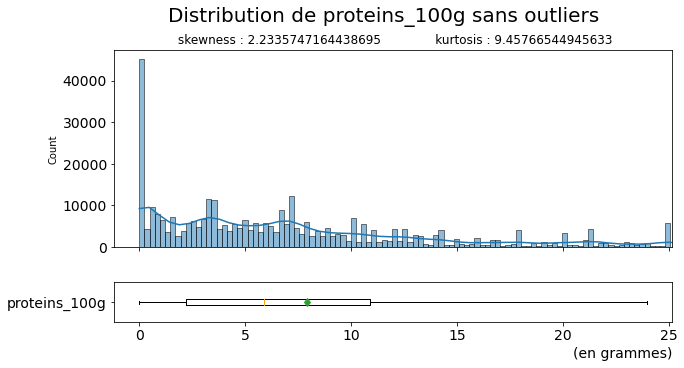 Distribution de proteins_100g sans outliers
skewness : 2.2335747164438695 kurtosis : 9.45766544945633
Count
40000
30000
20000
10000
0
proteins_100g
0 5 10 15 20 25
(en grammes)